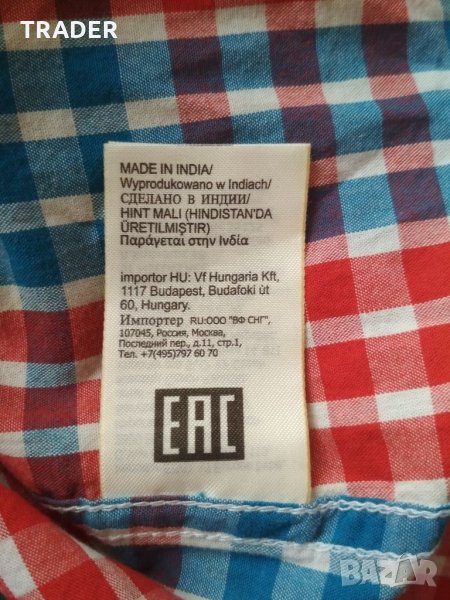 TRADER
MADE IN INDIA/
Wyprodukowano w Indiach/
СДЕЛАНО В ИНДИИ/
HINT MALI (HINDISTAN'DA
ÜRETILMIŞTIR)
Παράγεται στην Ινδία
importor HU: Vf Hungaria Kft,
1117 Budapest, Budafoki ùt
60, Hungary.
Импортер RU:ООО "ВФ СНГ",
107045, Россия, Москва,
Последний пер., д.11, стр.1,
Тел. +7(495)797 60 70
EAC
BAZAR